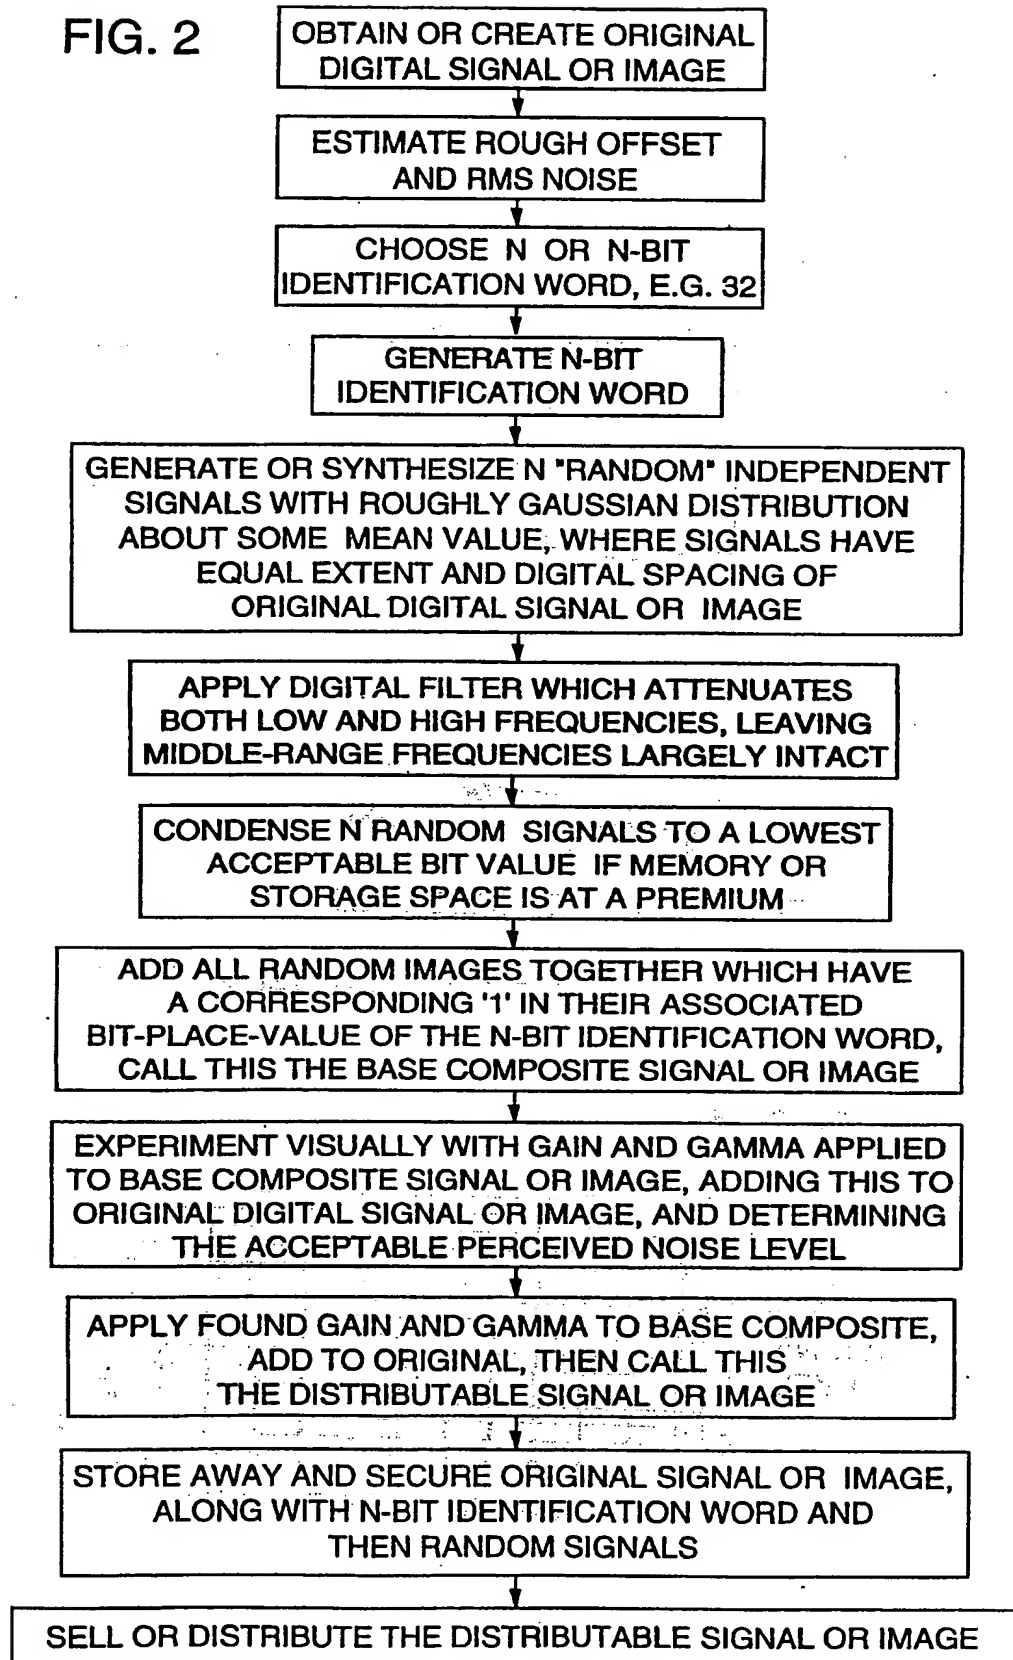 FIG. 2
OBTAIN OR CREATE ORIGINAL
DIGITAL SIGNAL OR IMAGE
ESTIMATE ROUGH OFFSET
AND RMS NOISE
CHOOSE N OR N-BIT
IDENTIFICATION WORD, E.G. 32
GENERATE N-BIT
IDENTIFICATION WORD
GENERATE OR SYNTHESIZE N "RANDOM" INDEPENDENT
SIGNALS WITH ROUGHLY GAUSSIAN DISTRIBUTION
ABOUT SOME MEAN VALUE, WHERE SIGNALS HAVE
EQUAL EXTENT AND DIGITAL SPACING OF
ORIGINAL DIGITAL SIGNAL OR IMAGE
APPLY DIGITAL FILTER WHICH ATTENUATES
BOTH LOW AND HIGH FREQUENCIES, LEAVING
MIDDLE-RANGE FREQUENCIES LARGELY INTACT
CONDENSE N RANDOM SIGNALS TO A LOWEST
ACCEPTABLE BIT VALUE IF MEMORY OR
STORAGE SPACE IS AT A PREMIUM
ADD ALL RANDOM IMAGES TOGETHER WHICH HAVE
A CORRESPONDING '1' IN THEIR ASSOCIATED
BIT-PLACE-VALUE OF THE N-BIT IDENTIFICATION WORD,
CALL THIS THE BASE COMPOSITE SIGNAL OR IMAGE
EXPERIMENT VISUALLY WITH GAIN AND GAMMA APPLIED
TO BASE COMPOSITE SIGNAL OR IMAGE, ADDING THIS TO
ORIGINAL DIGITAL SIGNAL OR IMAGE, AND DETERMINING
THE ACCEPTABLE PERCEIVED NOISE LEVEL
APPLY FOUND GAIN AND GAMMA TO BASE COMPOSITE,
ADD TO ORIGINAL, THEN CALL THIS
THE DISTRIBUTABLE SIGNAL OR IMAGE
STORE AWAY AND SECURE ORIGINAL SIGNAL OR IMAGE,
ALONG WITH N-BIT IDENTIFICATION WORD AND
THEN RANDOM SIGNALS
SELL OR DISTRIBUTE THE DISTRIBUTABLE SIGNAL OR IMAGE